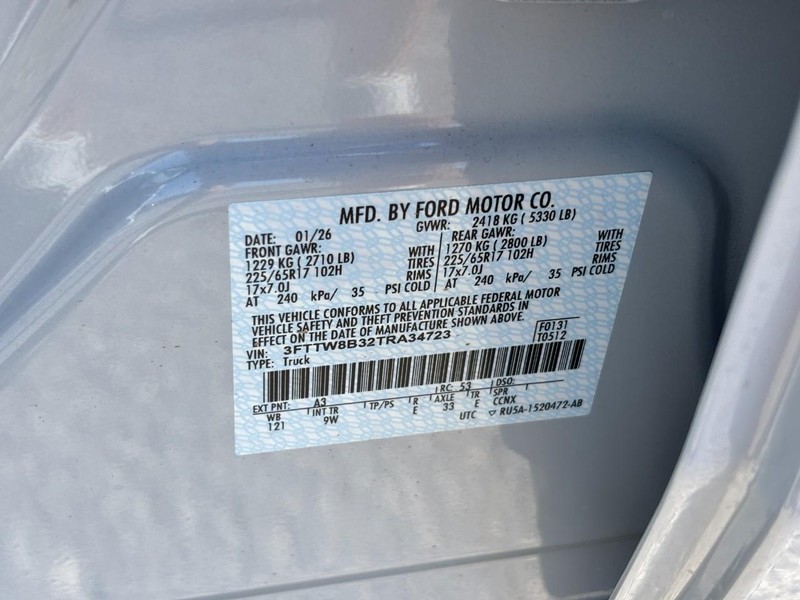 MFD. BY FORD MOTOR CO.
DATE: 01/26 GVWR: 2418 KG ( 5330 LB)
FRONT GAWR: REAR GAWR:
1229 KG ( 2710 LB) WITH 1270 KG ( 2800 LB) WITH
225/65R17 102H TIRES 225/65R17 102H TIRES
17x7.0J RIMS 17x7.0J RIMS
AT 240 kPa/ 35 PSI COLD AT 240 kPa/ 35 PSI COLD
THIS VEHICLE CONFORMS TO ALL APPLICABLE FEDERAL MOTOR
VEHICLE SAFETY AND THEFT PREVENTION STANDARDS IN
EFFECT ON THE DATE OF MANUFACTURE SHOWN ABOVE.
VIN: 3FTTW8B32TRA34723 F0131
TYPE: Truck T0512
EXT PNT: A3 RC: 53 DSO:
WB INT TR TP/PS R AXLE TR SPR
121 9W E 33 E CCNX
UTC ▽ RU5A-1520472-AB